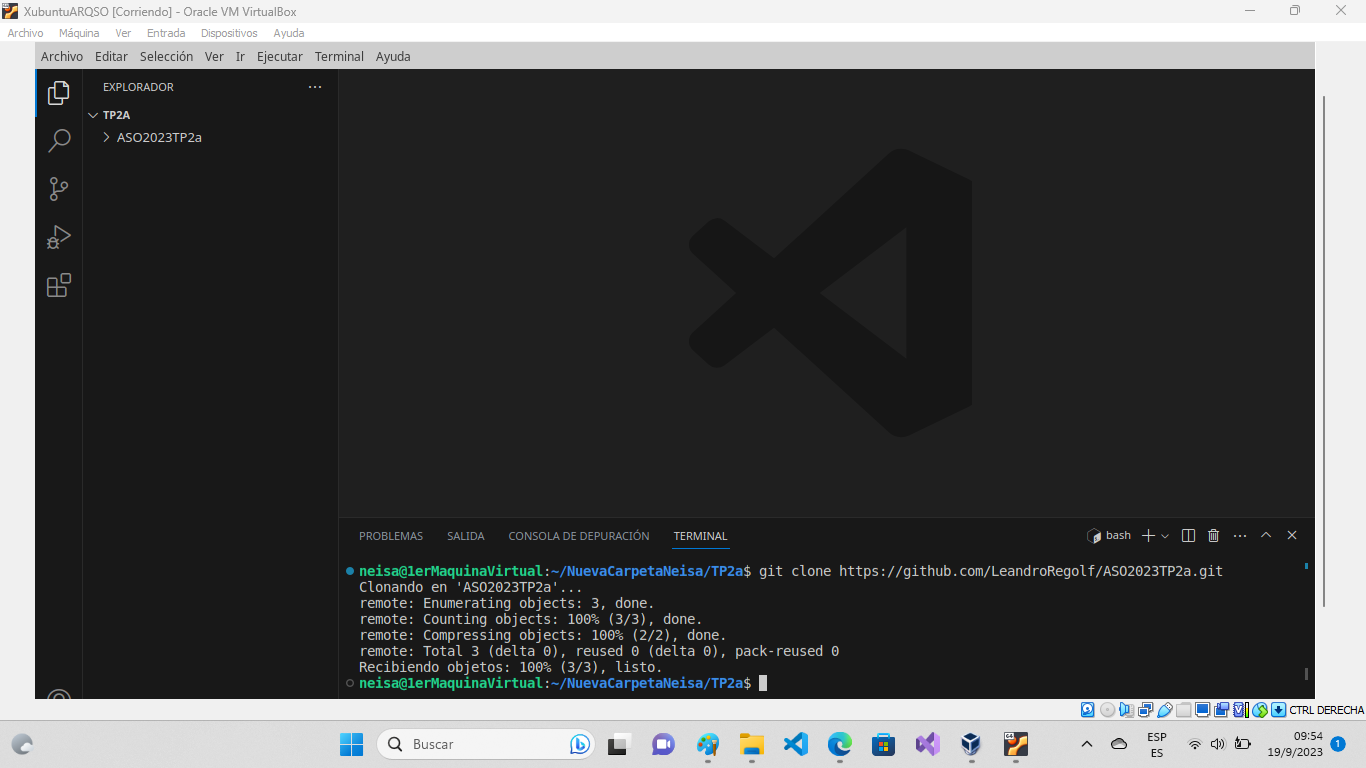 XubuntuARQSO [Corriendo] - Oracle VM VirtualBox
Archivo Máquina Ver Entrada Dispositivos Ayuda
Archivo Editar Selección Ver Ir Ejecutar Terminal Ayuda
EXPLORADOR
TP2A
ASO2023TP2a
PROBLEMAS SALIDA CONSOLA DE DEPURACIÓN TERMINAL
bash
neisa@1erMaquinaVirtual:~/NuevaCarpetaNeisa/TP2a$ git clone https://github.com/LeandroRegolf/ASO2023TP2a.git
Clonando en 'ASO2023TP2a'...
remote: Enumerating objects: 3, done.
remote: Counting objects: 100% (3/3), done.
remote: Compressing objects: 100% (2/2), done.
remote: Total 3 (delta 0), reused 0 (delta 0), pack-reused 0
Recibiendo objetos: 100% (3/3), listo.
neisa@1erMaquinaVirtual:~/NuevaCarpetaNeisa/TP2a$
CTRL DERECHA
Buscar
ESP
ES
09:54
19/9/2023
1